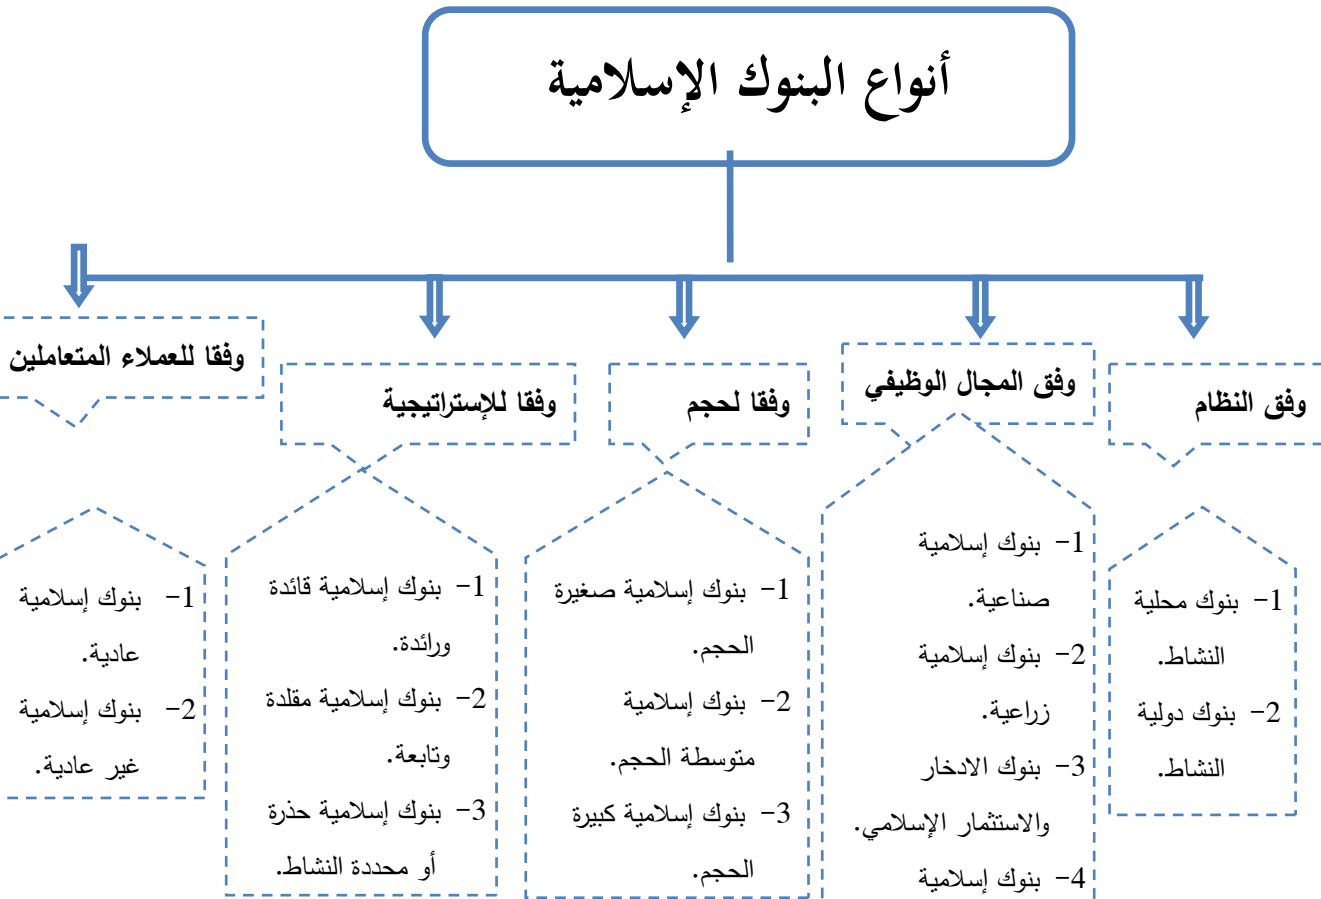 أنواع البنوك الإسلامية
وفق النظام
وفق المجال الوظيفي
وفقا لحجم
وفقا للإستراتيجية
وفقا للعملاء المتعاملين
1- بنوك محلية
النشاط.
2- بنوك دولية
النشاط.
1- بنوك إسلامية
صناعية.
2- بنوك إسلامية
زراعية.
3- بنوك الادخار
والاستثمار الإسلامي.
4- بنوك إسلامية
1- بنوك إسلامية صغيرة
الحجم.
2- بنوك إسلامية
متوسطة الحجم.
3- بنوك إسلامية كبيرة
الحجم.
1- بنوك إسلامية قائدة
ورائدة.
2- بنوك إسلامية مقلدة
وتابعة.
3- بنوك إسلامية حذرة
أو محددة النشاط.
1- بنوك إسلامية
عادية.
2- بنوك إسلامية
غير عادية.